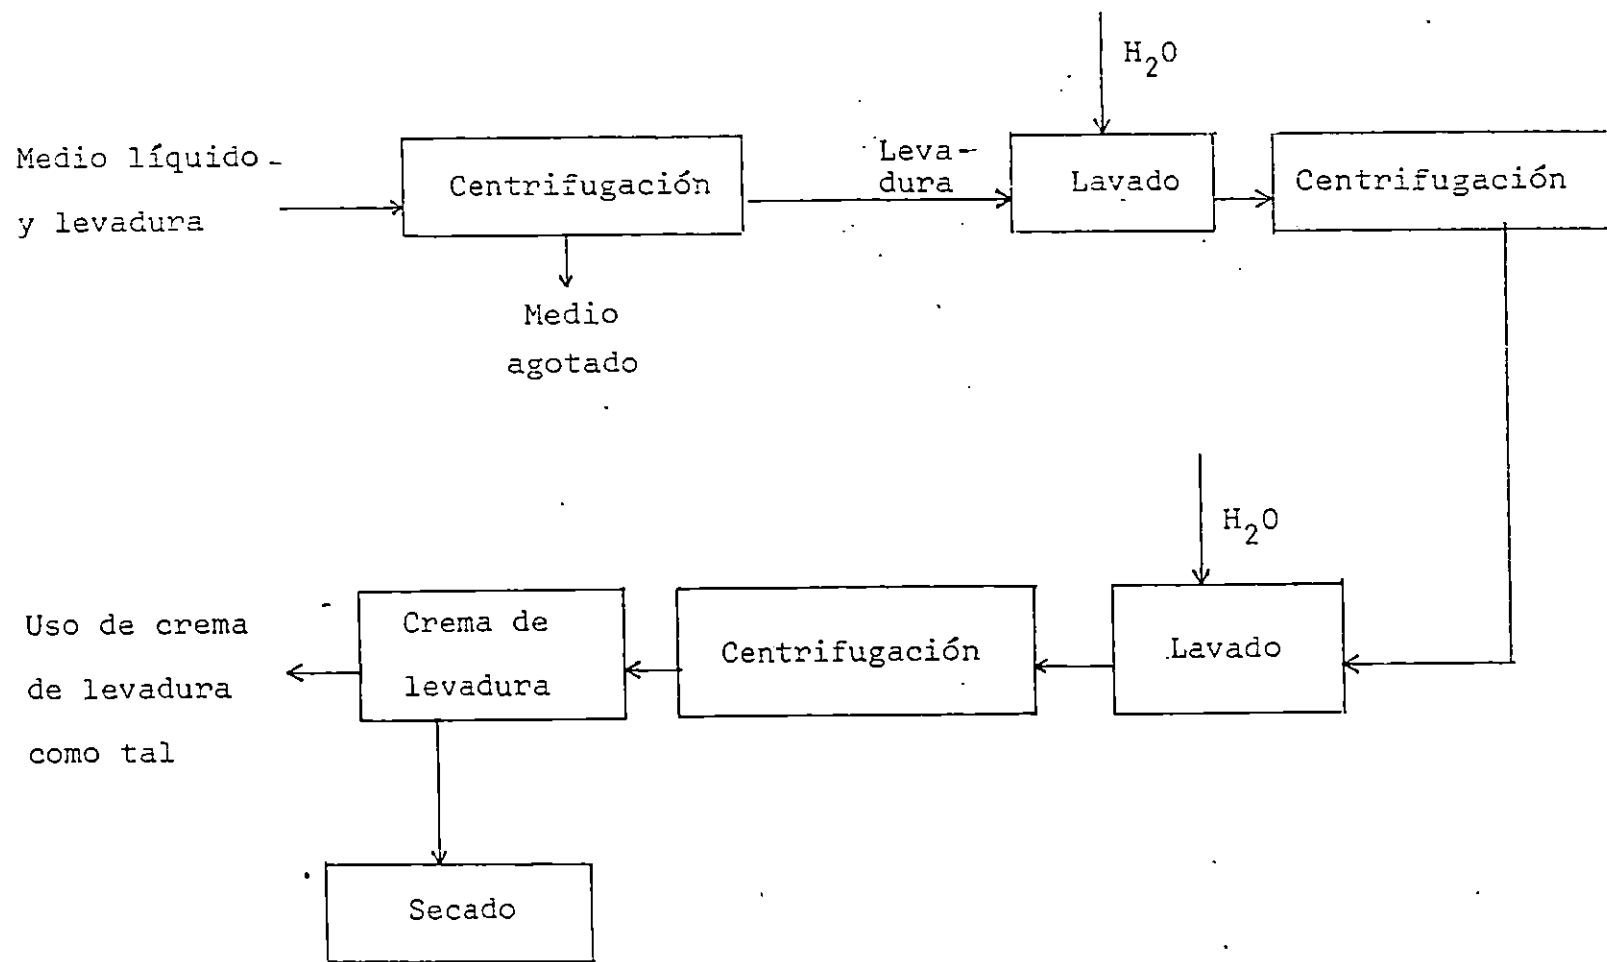 H₂O
Medio líquido
y levadura
Centrifugación
Leva-
dura
Lavado
Centrifugación
Medio
agotado
H₂O
Uso de crema
de levadura
como tal
Crema de
levadura
Centrifugación
Lavado
Secado